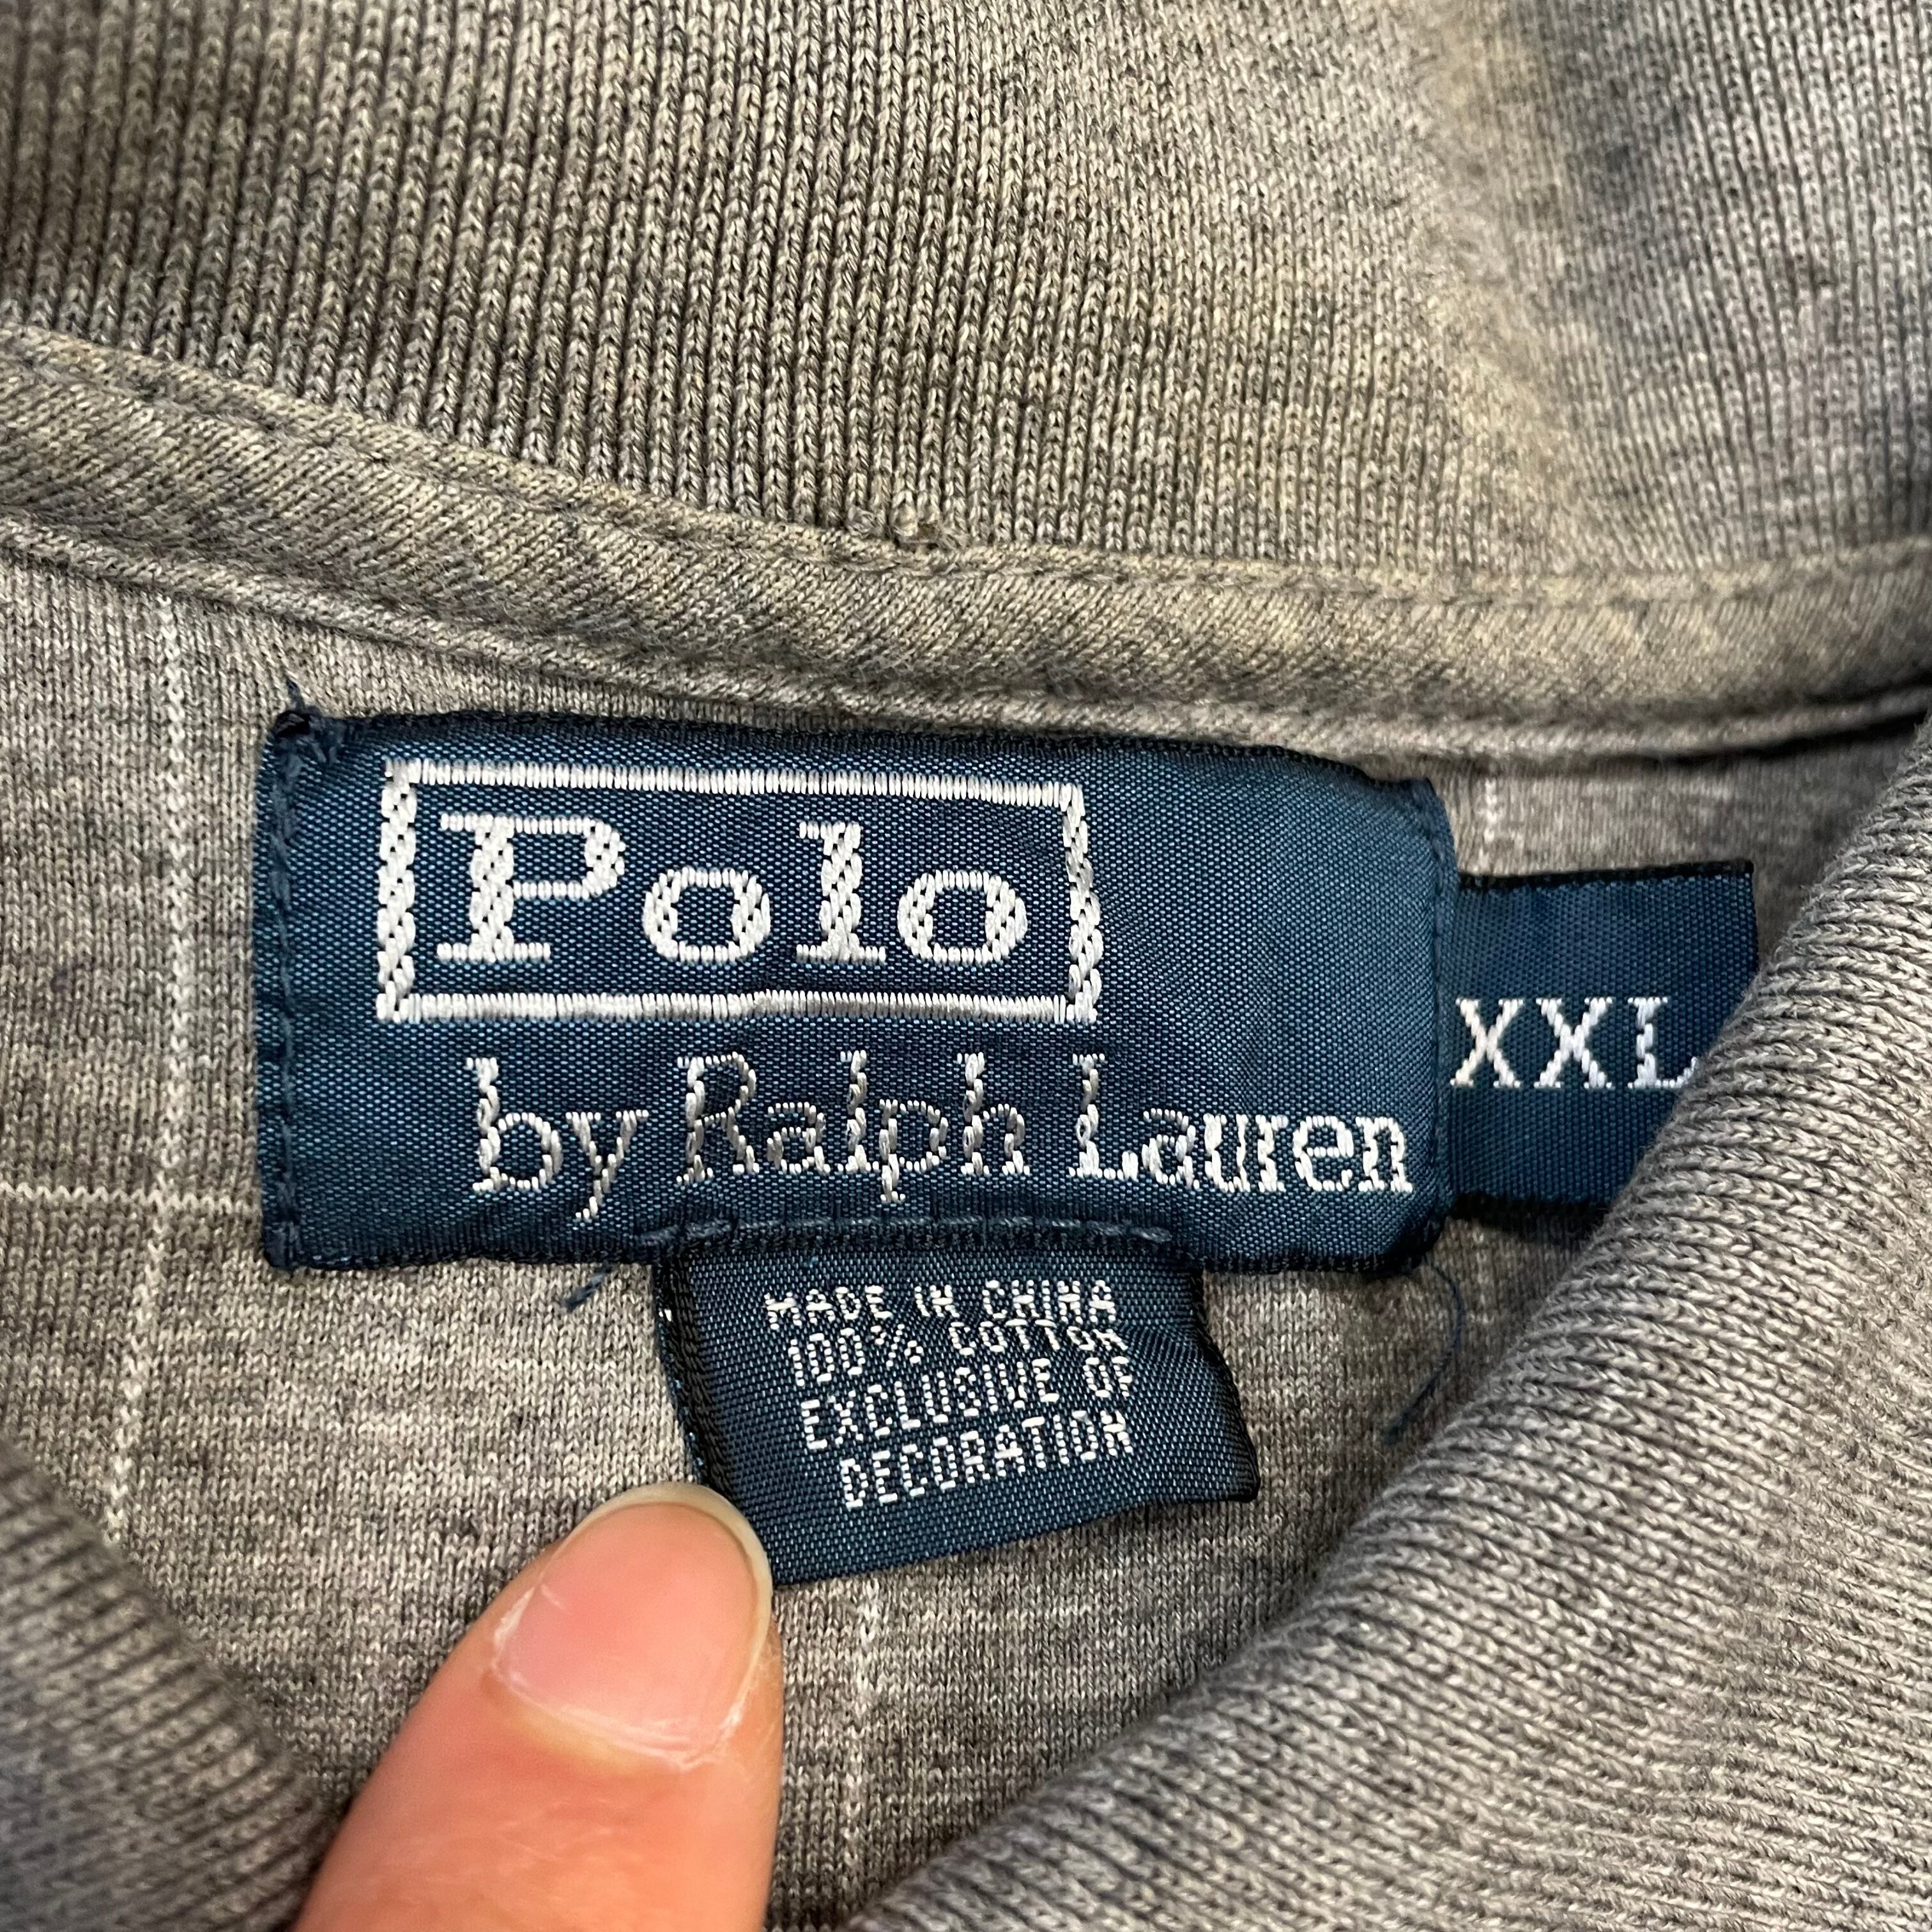 Polo
by Ralph Lauren
XXL
MADE IN CHINA
100% COTTON
EXCLUSIVE OF
DECORATION